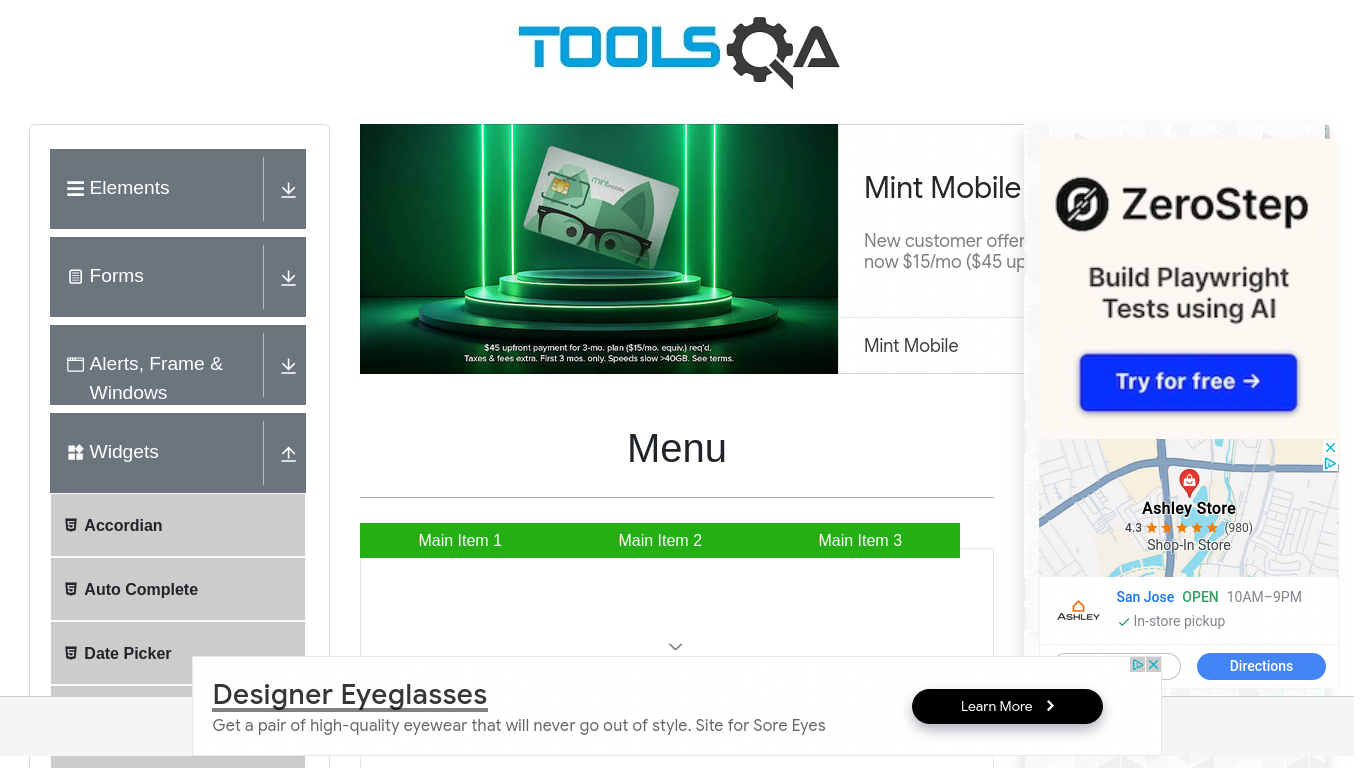 TOOLSQA
Elements
Forms
Alerts, Frame &
Windows
Widgets
Accordian
Auto Complete
Date Picker
mint mobile
$45 upfront payment for 3-mo. plan ($15/mo. equiv.) req'd.
Taxes & fees extra. First 3 mos. only. Speeds slow >40GB. See terms.
Mint Mobile
New customer offer
now $15/mo ($45 up
Mint Mobile
Menu
Main Item 1
Main Item 2
Main Item 3
ZeroStep
Build Playwright
Tests using AI
Try for free →
Ashley Store
4.3 ★★★★★ (980)
Shop-In Store
ASHLEY
San Jose OPEN 10AM–9PM
In-store pickup
Directions
Designer Eyeglasses
Get a pair of high-quality eyewear that will never go out of style. Site for Sore Eyes
Learn More